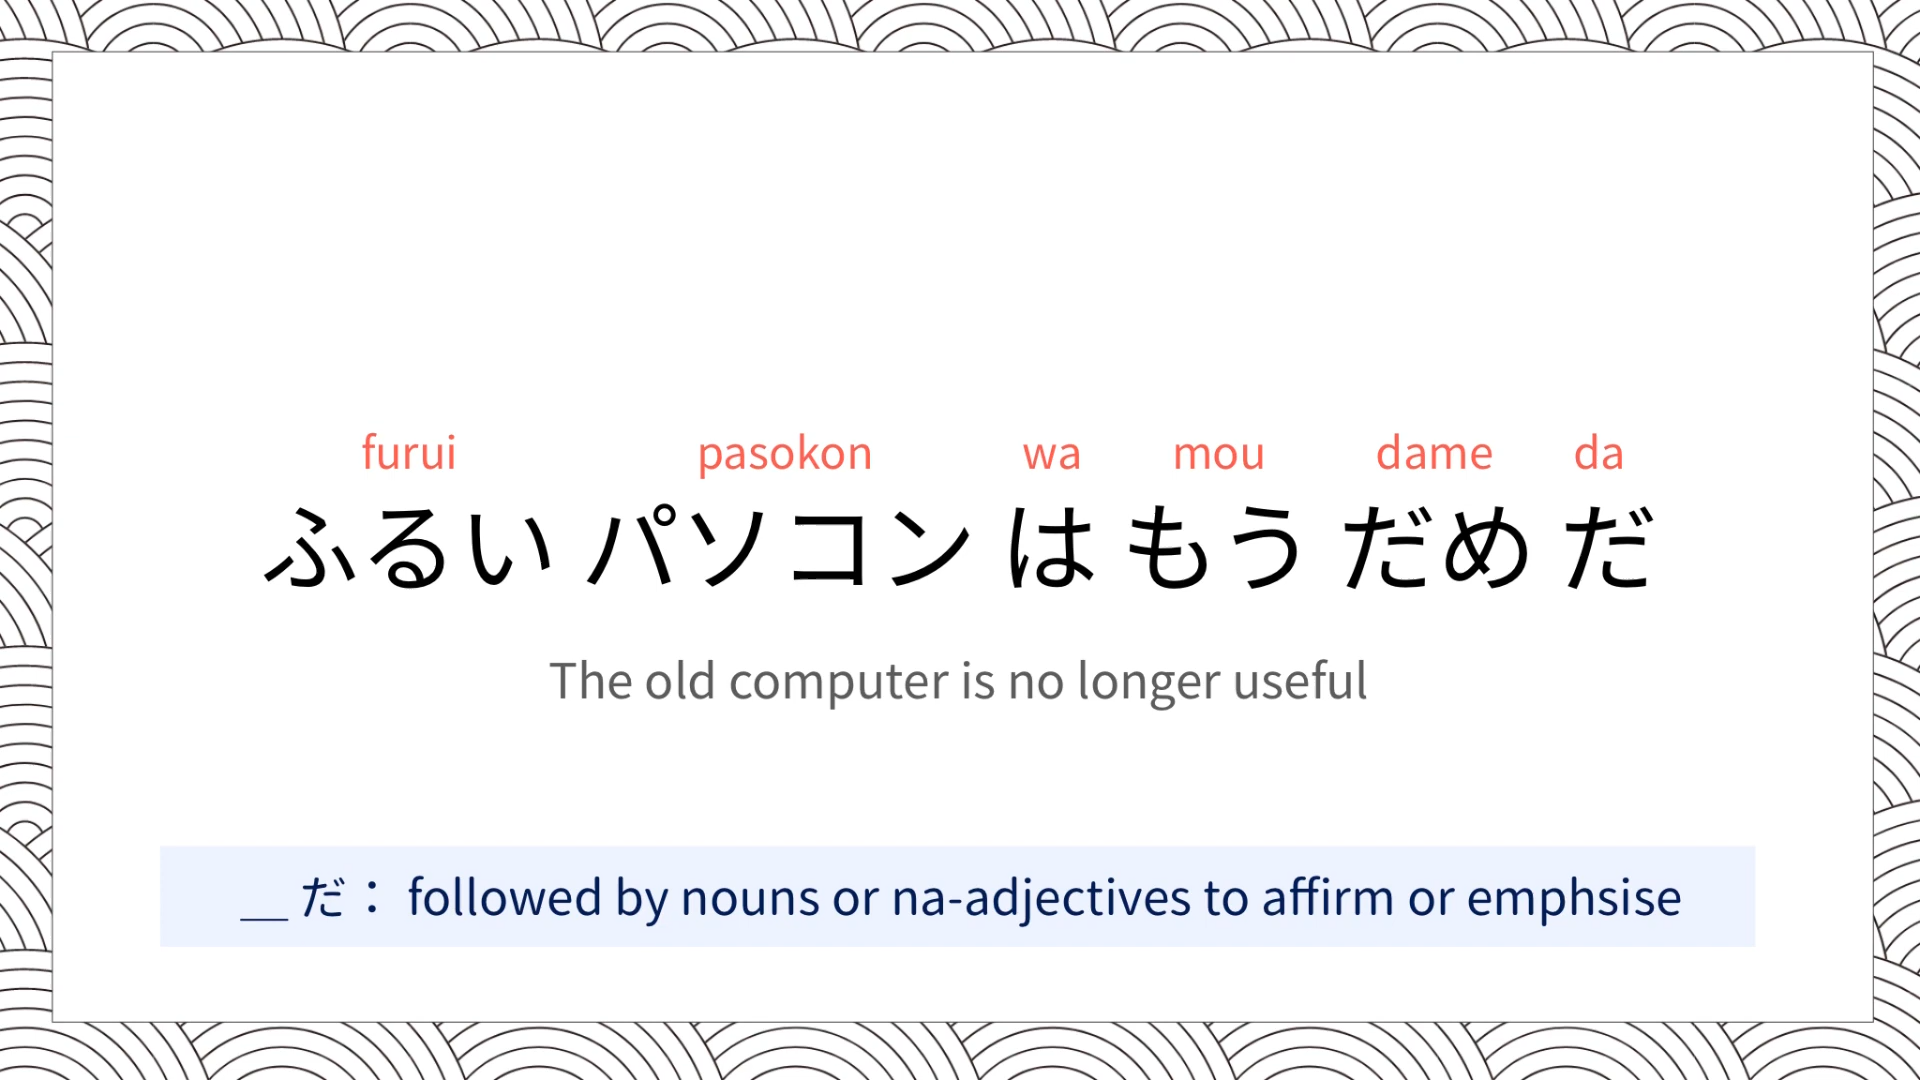 furui pasokon wa mou dame da
ふるい パソコン は もう だめ だ
The old computer is no longer useful
__ だ： followed by nouns or na-adjectives to affirm or emphsise